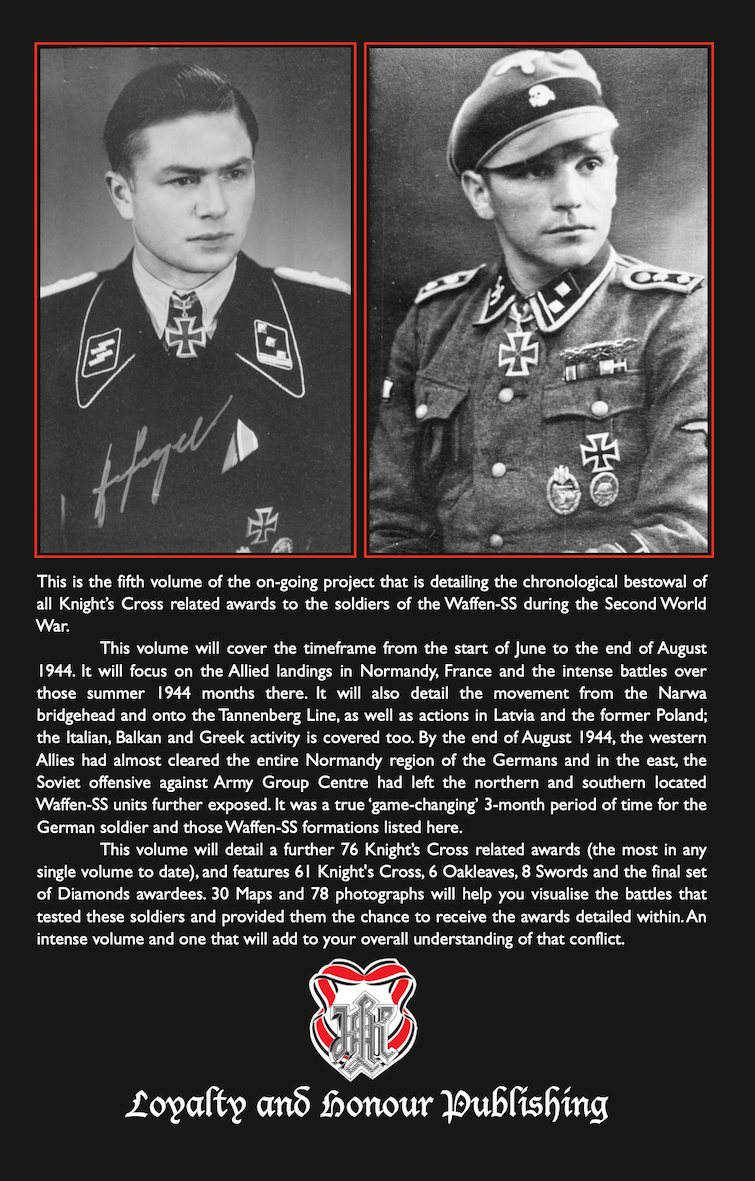 This is the fifth volume of the on-going project that is detailing the chronological bestowal of
all Knight's Cross related awards to the soldiers of the Waffen-SS during the Second World
War.
This volume will cover the timeframe from the start of June to the end of August
1944. It will focus on the Allied landings in Normandy, France and the intense battles over
those summer 1944 months there. It will also detail the movement from the Narwa
bridgehead and onto the Tannenberg Line, as well as actions in Latvia and the former Poland;
the Italian, Balkan and Greek activity is covered too. By the end of August 1944, the western
Allies had almost cleared the entire Normandy region of the Germans and in the east, the
Soviet offensive against Army Group Centre had left the northern and southern located
Waffen-SS units further exposed. It was a true ‘game-changing’ 3-month period of time for the
German soldier and those Waffen-SS formations listed here.
This volume will detail a further 76 Knight's Cross related awards (the most in any
single volume to date), and features 61 Knight's Cross, 6 Oakleaves, 8 Swords and the final set
of Diamonds awardees. 30 Maps and 78 photographs will help you visualise the battles that
tested these soldiers and provided them the chance to receive the awards detailed within. An
intense volume and one that will add to your overall understanding of that conflict.
Loyalty and Honour Publishing